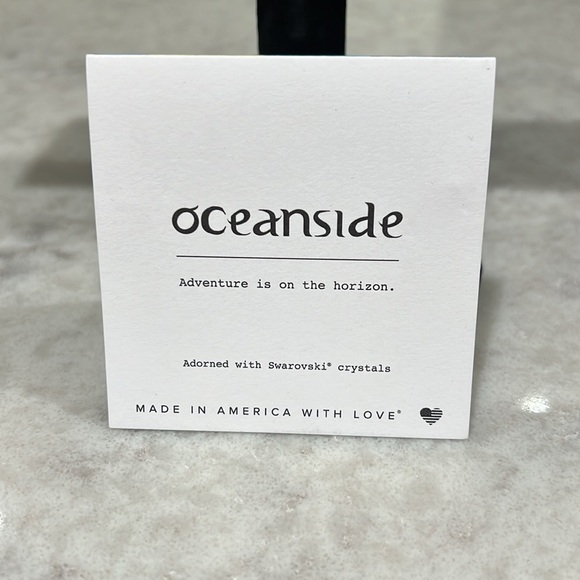 oceanside
Adventure is on the horizon.
Adorned with Swarovski® crystals
MADE IN AMERICA WITH LOVE®